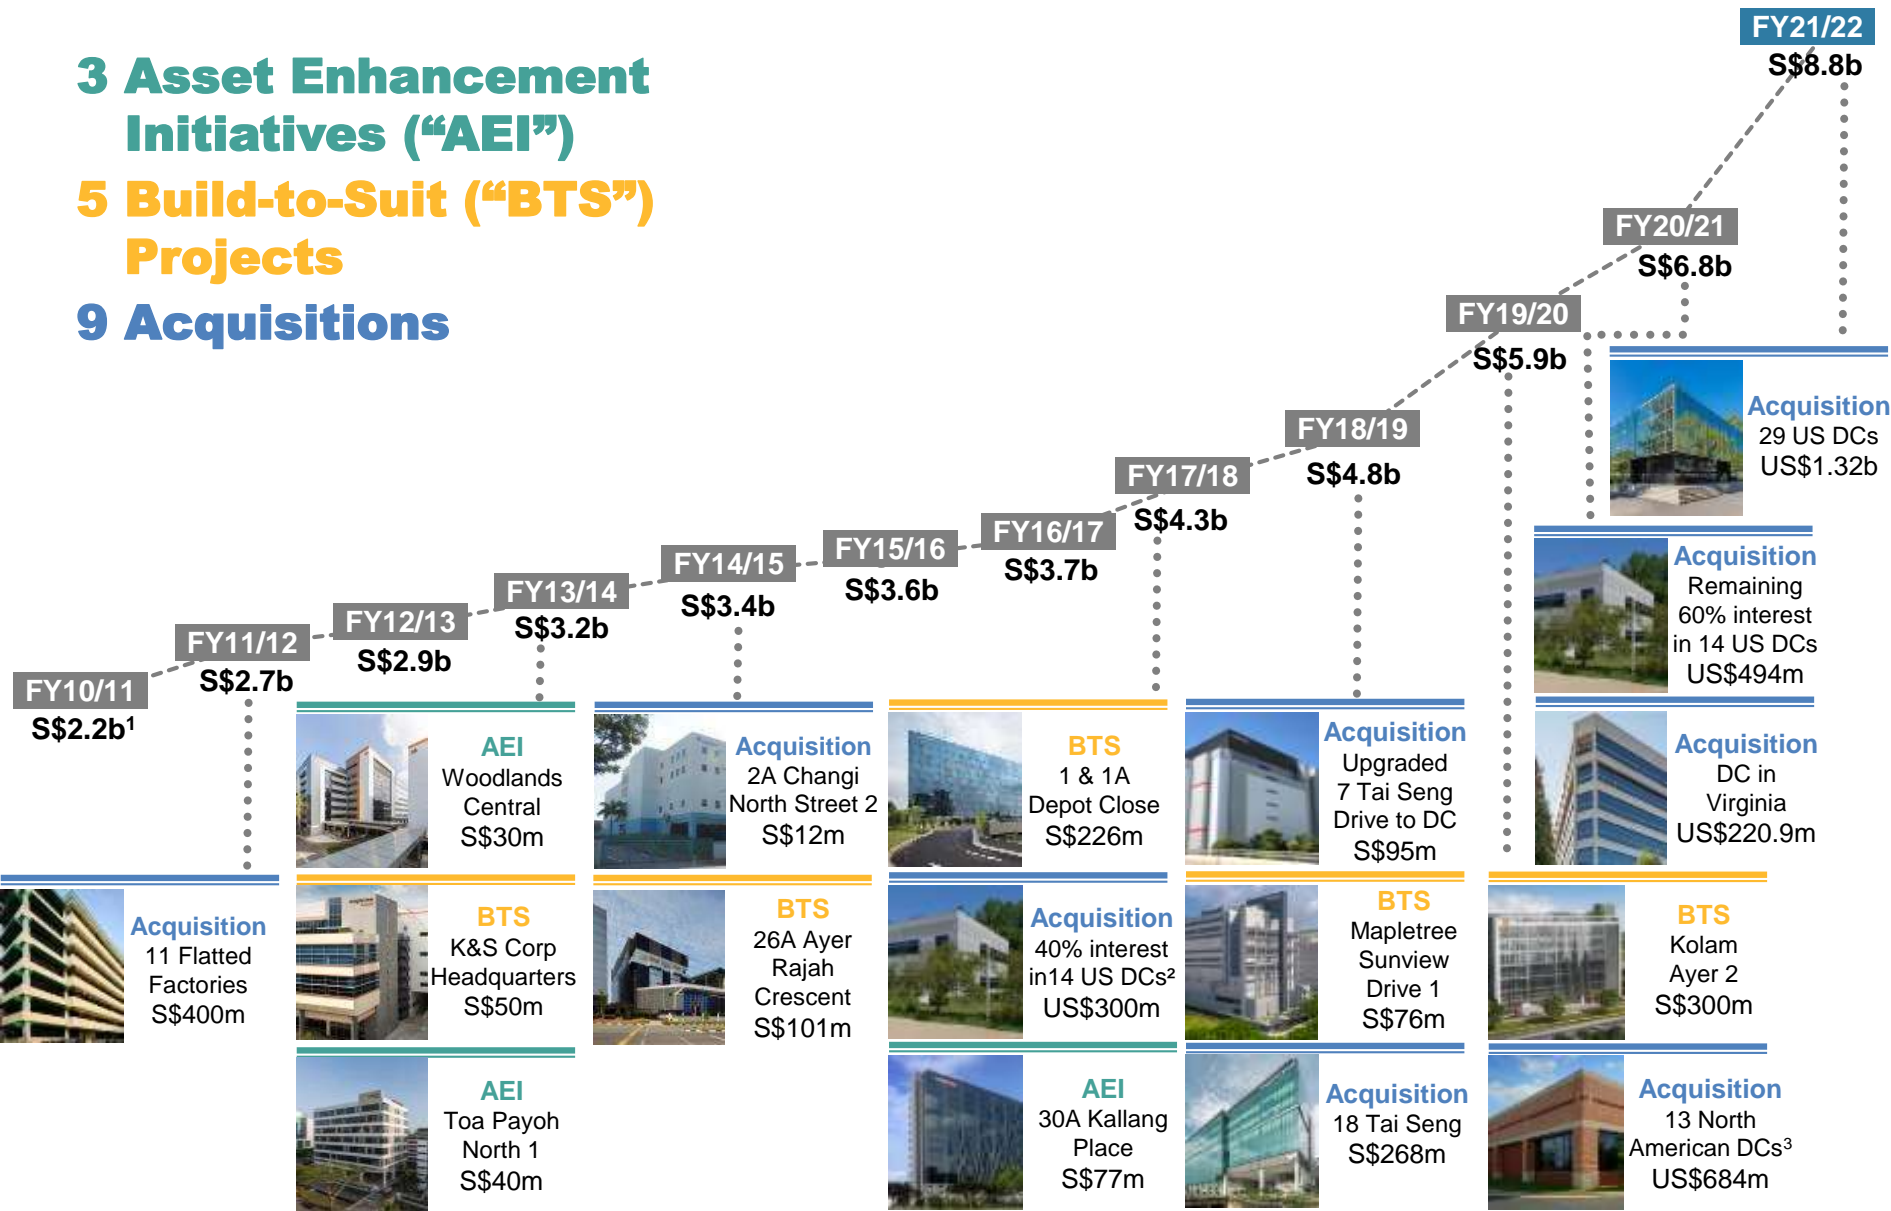 3 Asset Enhancement
Initiatives (“AEI”)
5 Build-to-Suit (“BTS”)
Projects
9 Acquisitions
FY10/11
S$2.2b¹
FY11/12
S$2.7b
FY12/13
S$2.9b
FY13/14
S$3.2b
FY14/15
S$3.4b
FY15/16
S$3.6b
FY16/17
S$3.7b
FY17/18
S$4.3b
FY18/19
S$4.8b
FY19/20
S$5.9b
FY20/21
S$6.8b
FY21/22
S$8.8b
Acquisition
11 Flatted
Factories
S$400m
AEI
Woodlands
Central
S$30m
BTS
K&S Corp
Headquarters
S$50m
AEI
Toa Payoh
North 1
S$40m
Acquisition
2A Changi
North Street 2
S$12m
BTS
26A Ayer
Rajah
Crescent
S$101m
BTS
1 & 1A
Depot Close
S$226m
Acquisition
40% interest
in14 US DCs²
US$300m
AEI
30A Kallang
Place
S$77m
Acquisition
Upgraded
7 Tai Seng
Drive to DC
S$95m
BTS
Mapletree
Sunview
Drive 1
S$76m
Acquisition
18 Tai Seng
S$268m
BTS
Kolam
Ayer 2
S$300m
Acquisition
13 North
American DCs³
US$684m
Acquisition
Remaining
60% interest
in 14 US DCs
US$494m
Acquisition
DC in
Virginia
US$220.9m
Acquisition
29 US DCs
US$1.32b